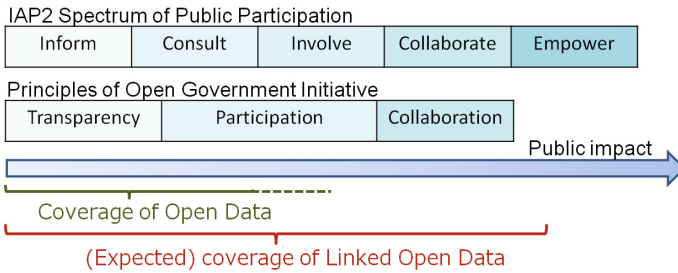 IAP2 Spectrum of Public Participation
Inform Consult Involve Collaborate Empower
Principles of Open Government Initiative
Transparency Participation Collaboration
Public impact
Coverage of Open Data
(Expected) coverage of Linked Open Data